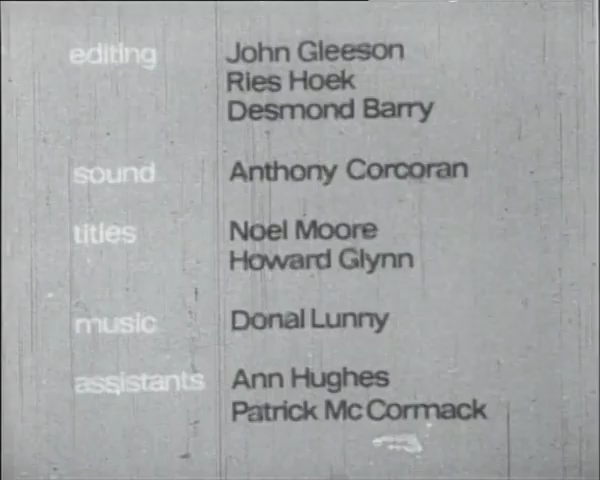 editing John Gleeson
Ries Hoek
Desmond Barry
sound Anthony Corcoran
titles Noel Moore
Howard Glynn
music Donal Lunny
assistants Ann Hughes
Patrick Mc Cormack